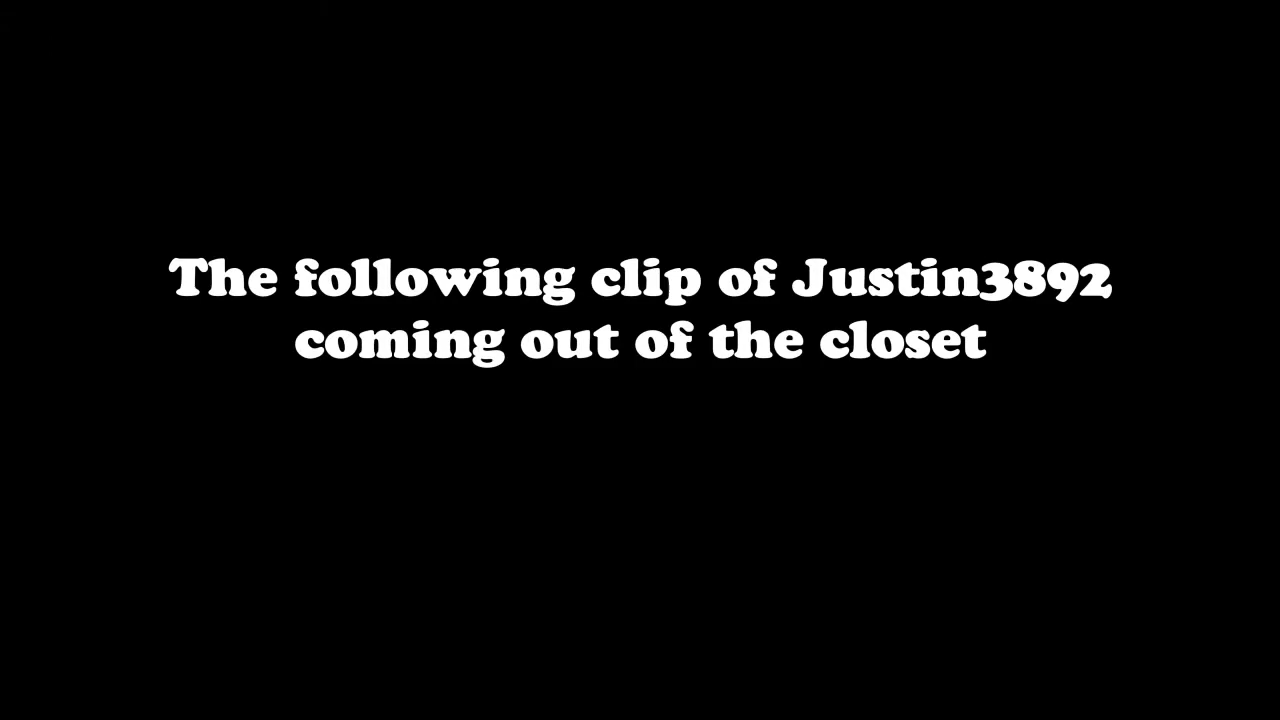 The following clip of Justin3892
coming out of the closet